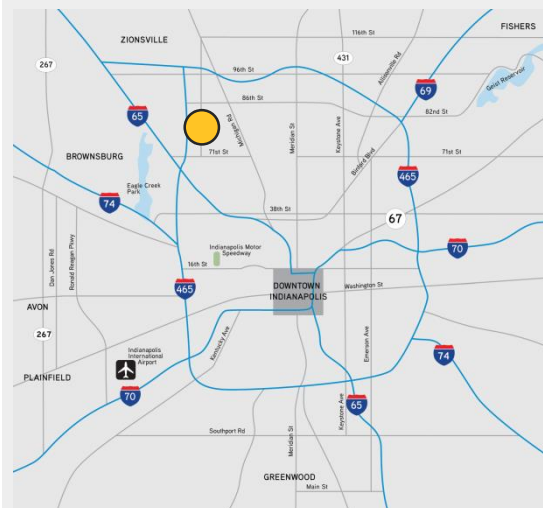 FISHERS
ZIONSVILLE
116th St
431
Allisonville Rd
267
96th St
Geist Reservoir
69
86th St
65
82nd St
Michigan Rd
Meridian St
Keystone Ave
Binford Blvd
BROWNSBURG
71st St
71st St
465
Eagle Creek
Park
74
38th St
67
70
Dan Jones Rd
Ronald Reagan Pkwy
Indianapolis Motor
Speedway
16th St
465
DOWNTOWN
INDIANAPOLIS
Washington St
AVON
267
Kentucky Ave
Emerson Ave
Indianapolis
International
Airport
74
PLAINFIELD
70
65
Keystone Ave
Meridian St
Southport Rd
GREENWOOD
Main St